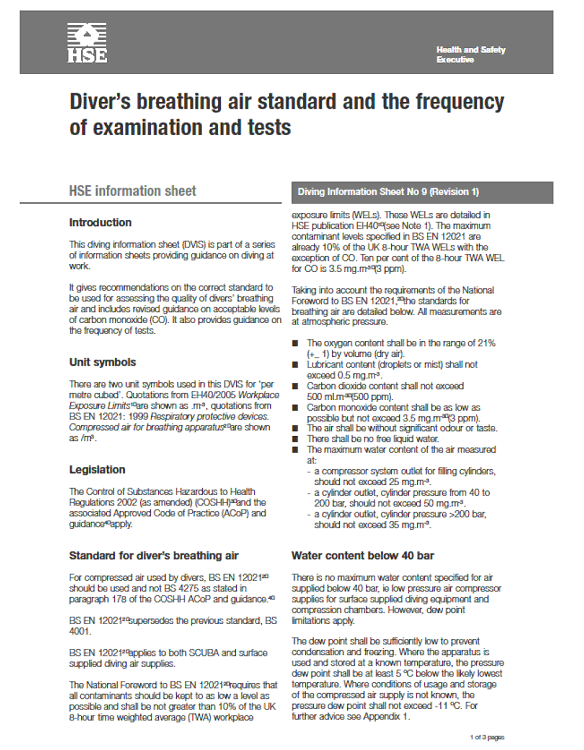 HSE
Health and Safety
Executive
Diver's breathing air standard and the frequency
of examination and tests
HSE information sheet
Introduction
This diving information sheet (DVIS) is part of a series
of information sheets providing guidance on diving at
work.
It gives recommendations on the correct standard to
be used for assessing the quality of divers' breathing
air and includes revised guidance on acceptable levels
of carbon monoxide (CO). It also provides guidance on
the frequency of tests.
Unit symbols
There are two unit symbols used in this DVIS for 'per
metre cubed'. Quotations from EH40/2005 Workplace
Exposure Limits are shown as .m-³, quotations from
BS EN 12021: 1999 Respiratory protective devices.
Compressed air for breathing apparatus are shown
as /m³.
Legislation
The Control of Substances Hazardous to Health
Regulations 2002 (as amended) (COSHH) and the
associated Approved Code of Practice (ACoP) and
guidance apply.
Standard for diver's breathing air
For compressed air used by divers, BS EN 12021
should be used and not BS 4275 as stated in
paragraph 178 of the COSHH ACoP and guidance.
BS EN 12021 supersedes the previous standard, BS
4001.
BS EN 12021 applies to both SCUBA and surface
supplied diving air supplies.
The National Foreword to BS EN 12021 requires that
all contaminants should be kept to as low a level as
possible and shall be not greater than 10% of the UK
8-hour time weighted average (TWA) workplace
Diving Information Sheet No 9 (Revision 1)
exposure limits (WELs). These WELs are detailed in
HSE publication EH40 (see Note 1). The maximum
contaminant levels specified in BS EN 12021 are
already 10% of the UK 8-hour TWA WELs with the
exception of CO. Ten per cent of the 8-hour TWA WEL
for CO is 3.5 mg.m-³ (3 ppm).
Taking into account the requirements of the National
Foreword to BS EN 12021, the standards for
breathing air are detailed below. All measurements are
at atmospheric pressure.
■ The oxygen content shall be in the range of 21%
(+_ 1) by volume (dry air).
■ Lubricant content (droplets or mist) shall not
exceed 0.5 mg.m-³.
■ Carbon dioxide content shall not exceed
500 ml.m-³ (500 ppm).
■ Carbon monoxide content shall be as low as
possible but not exceed 3.5 mg.m-³ (3 ppm).
■ The air shall be without significant odour or taste.
■ There shall be no free liquid water.
■ The maximum water content of the air measured
at:
- a compressor system outlet for filling cylinders,
should not exceed 25 mg.m-³.
- a cylinder outlet, cylinder pressure from 40 to
200 bar, should not exceed 50 mg.m-³.
- a cylinder outlet, cylinder pressure >200 bar,
should not exceed 35 mg.m-³.
Water content below 40 bar
There is no maximum water content specified for air
supplied below 40 bar, ie low pressure air compressor
supplies for surface supplied diving equipment and
compression chambers. However, dew point
limitations apply.
The dew point shall be sufficiently low to prevent
condensation and freezing. Where the apparatus is
used and stored at a known temperature, the pressure
dew point shall be at least 5 ºC below the likely lowest
temperature. Where conditions of usage and storage
of the compressed air supply is not known, the
pressure dew point shall not exceed -11 ºC. For
further advice see Appendix 1.
1 of 3 pages